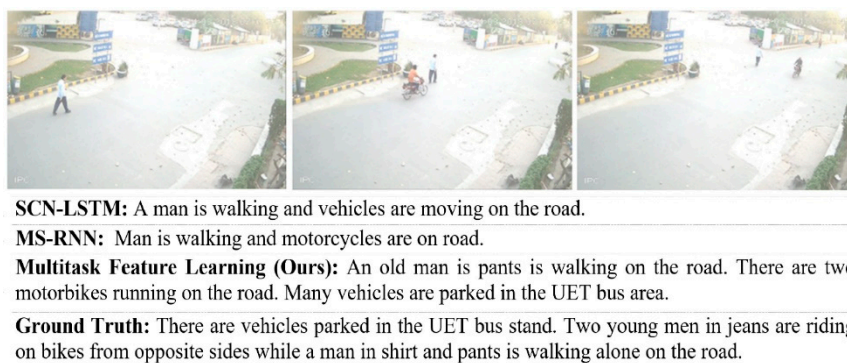 IPC
SCN-LSTM: A man is walking and vehicles are moving on the road.
MS-RNN: Man is walking and motorcycles are on road.
Multitask Feature Learning (Ours): An old man is pants is walking on the road. There are two
motorbikes running on the road. Many vehicles are parked in the UET bus area.
Ground Truth: There are vehicles parked in the UET bus stand. Two young men in jeans are riding
on bikes from opposite sides while a man in shirt and pants is walking alone on the road.